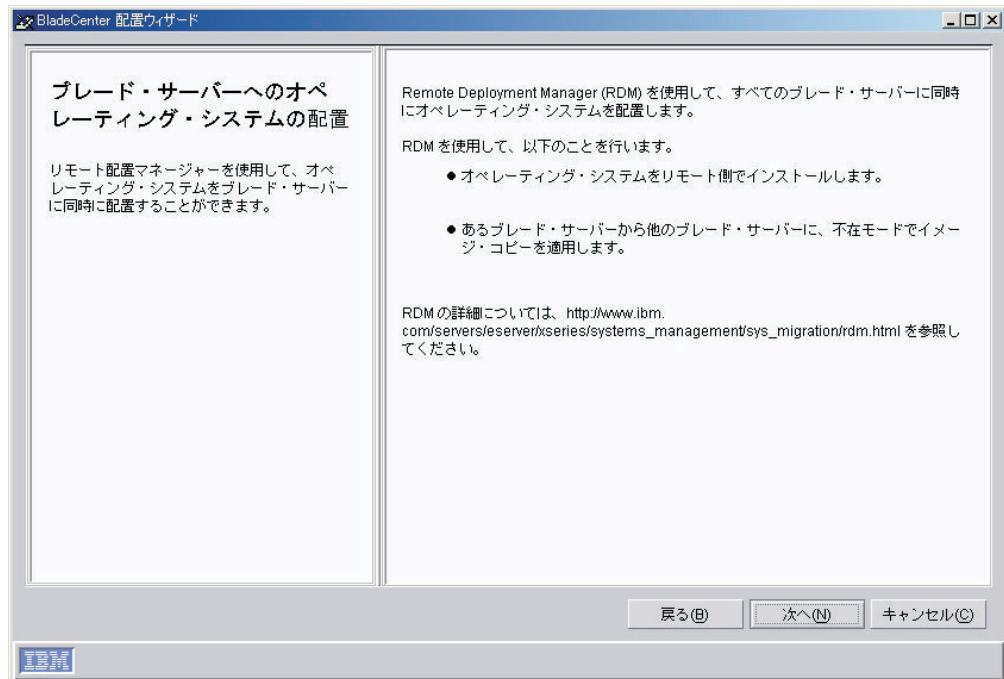 BladeCenter 配置ウィザード
ブレード・サーバーへのオペ
レーティング・システムの配置
リモート配置マネージャーを使用して、オペ
レーティング・システムをブレード・サーバー
に同時に配置することができます。
Remote Deployment Manager (RDM) を使用して、すべてのブレード・サーバーに同時
にオペレーティング・システムを配置します。
RDM を使用して、以下のことを行います。
● オペレーティング・システムをリモート側でインストールします。
● あるブレード・サーバーから他のブレード・サーバーに、不在モードでイメー
ジ・コピーを適用します。
RDM の詳細については、http://www.ibm.
com/servers/eserver/xseries/systems_management/sys_migration/rdm.html を参照し
てください。
戻る(B)
次へ(N)
キャンセル(C)
IBM